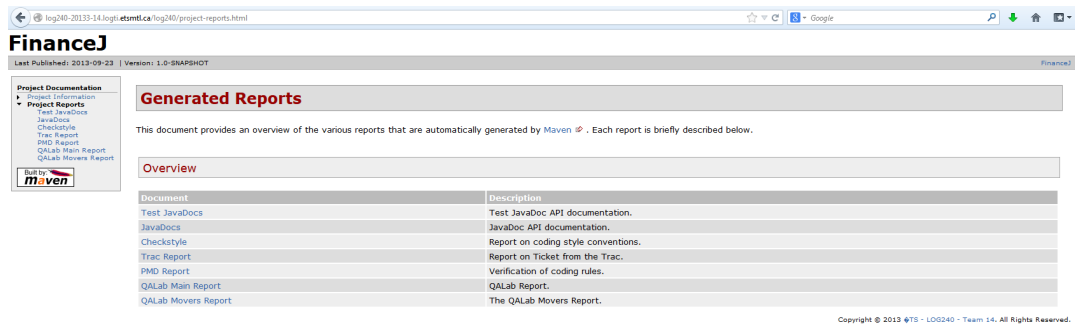 log240-20133-14.logti.etsmtl.ca/log240/project-reports.html
Google
FinanceJ
Last Published: 2013-09-23 | Version: 1.0-SNAPSHOT
FinanceJ
Project Documentation
Project Information
Project Reports
Test JavaDocs
JavaDocs
Checkstyle
Trac Report
PMD Report
QALab Main Report
QALab Movers Report
Built by:
maven
Generated Reports
This document provides an overview of the various reports that are automatically generated by Maven . Each report is briefly described below.
Overview
Document Description
Test JavaDocs Test JavaDoc API documentation.
JavaDocs JavaDoc API documentation.
Checkstyle Report on coding style conventions.
Trac Report Report on Ticket from the Trac.
PMD Report Verification of coding rules.
QALab Main Report QALab Report.
QALab Movers Report The QALab Movers Report.
Copyright © 2013 �TS - LOG240 - Team 14. All Rights Reserved.